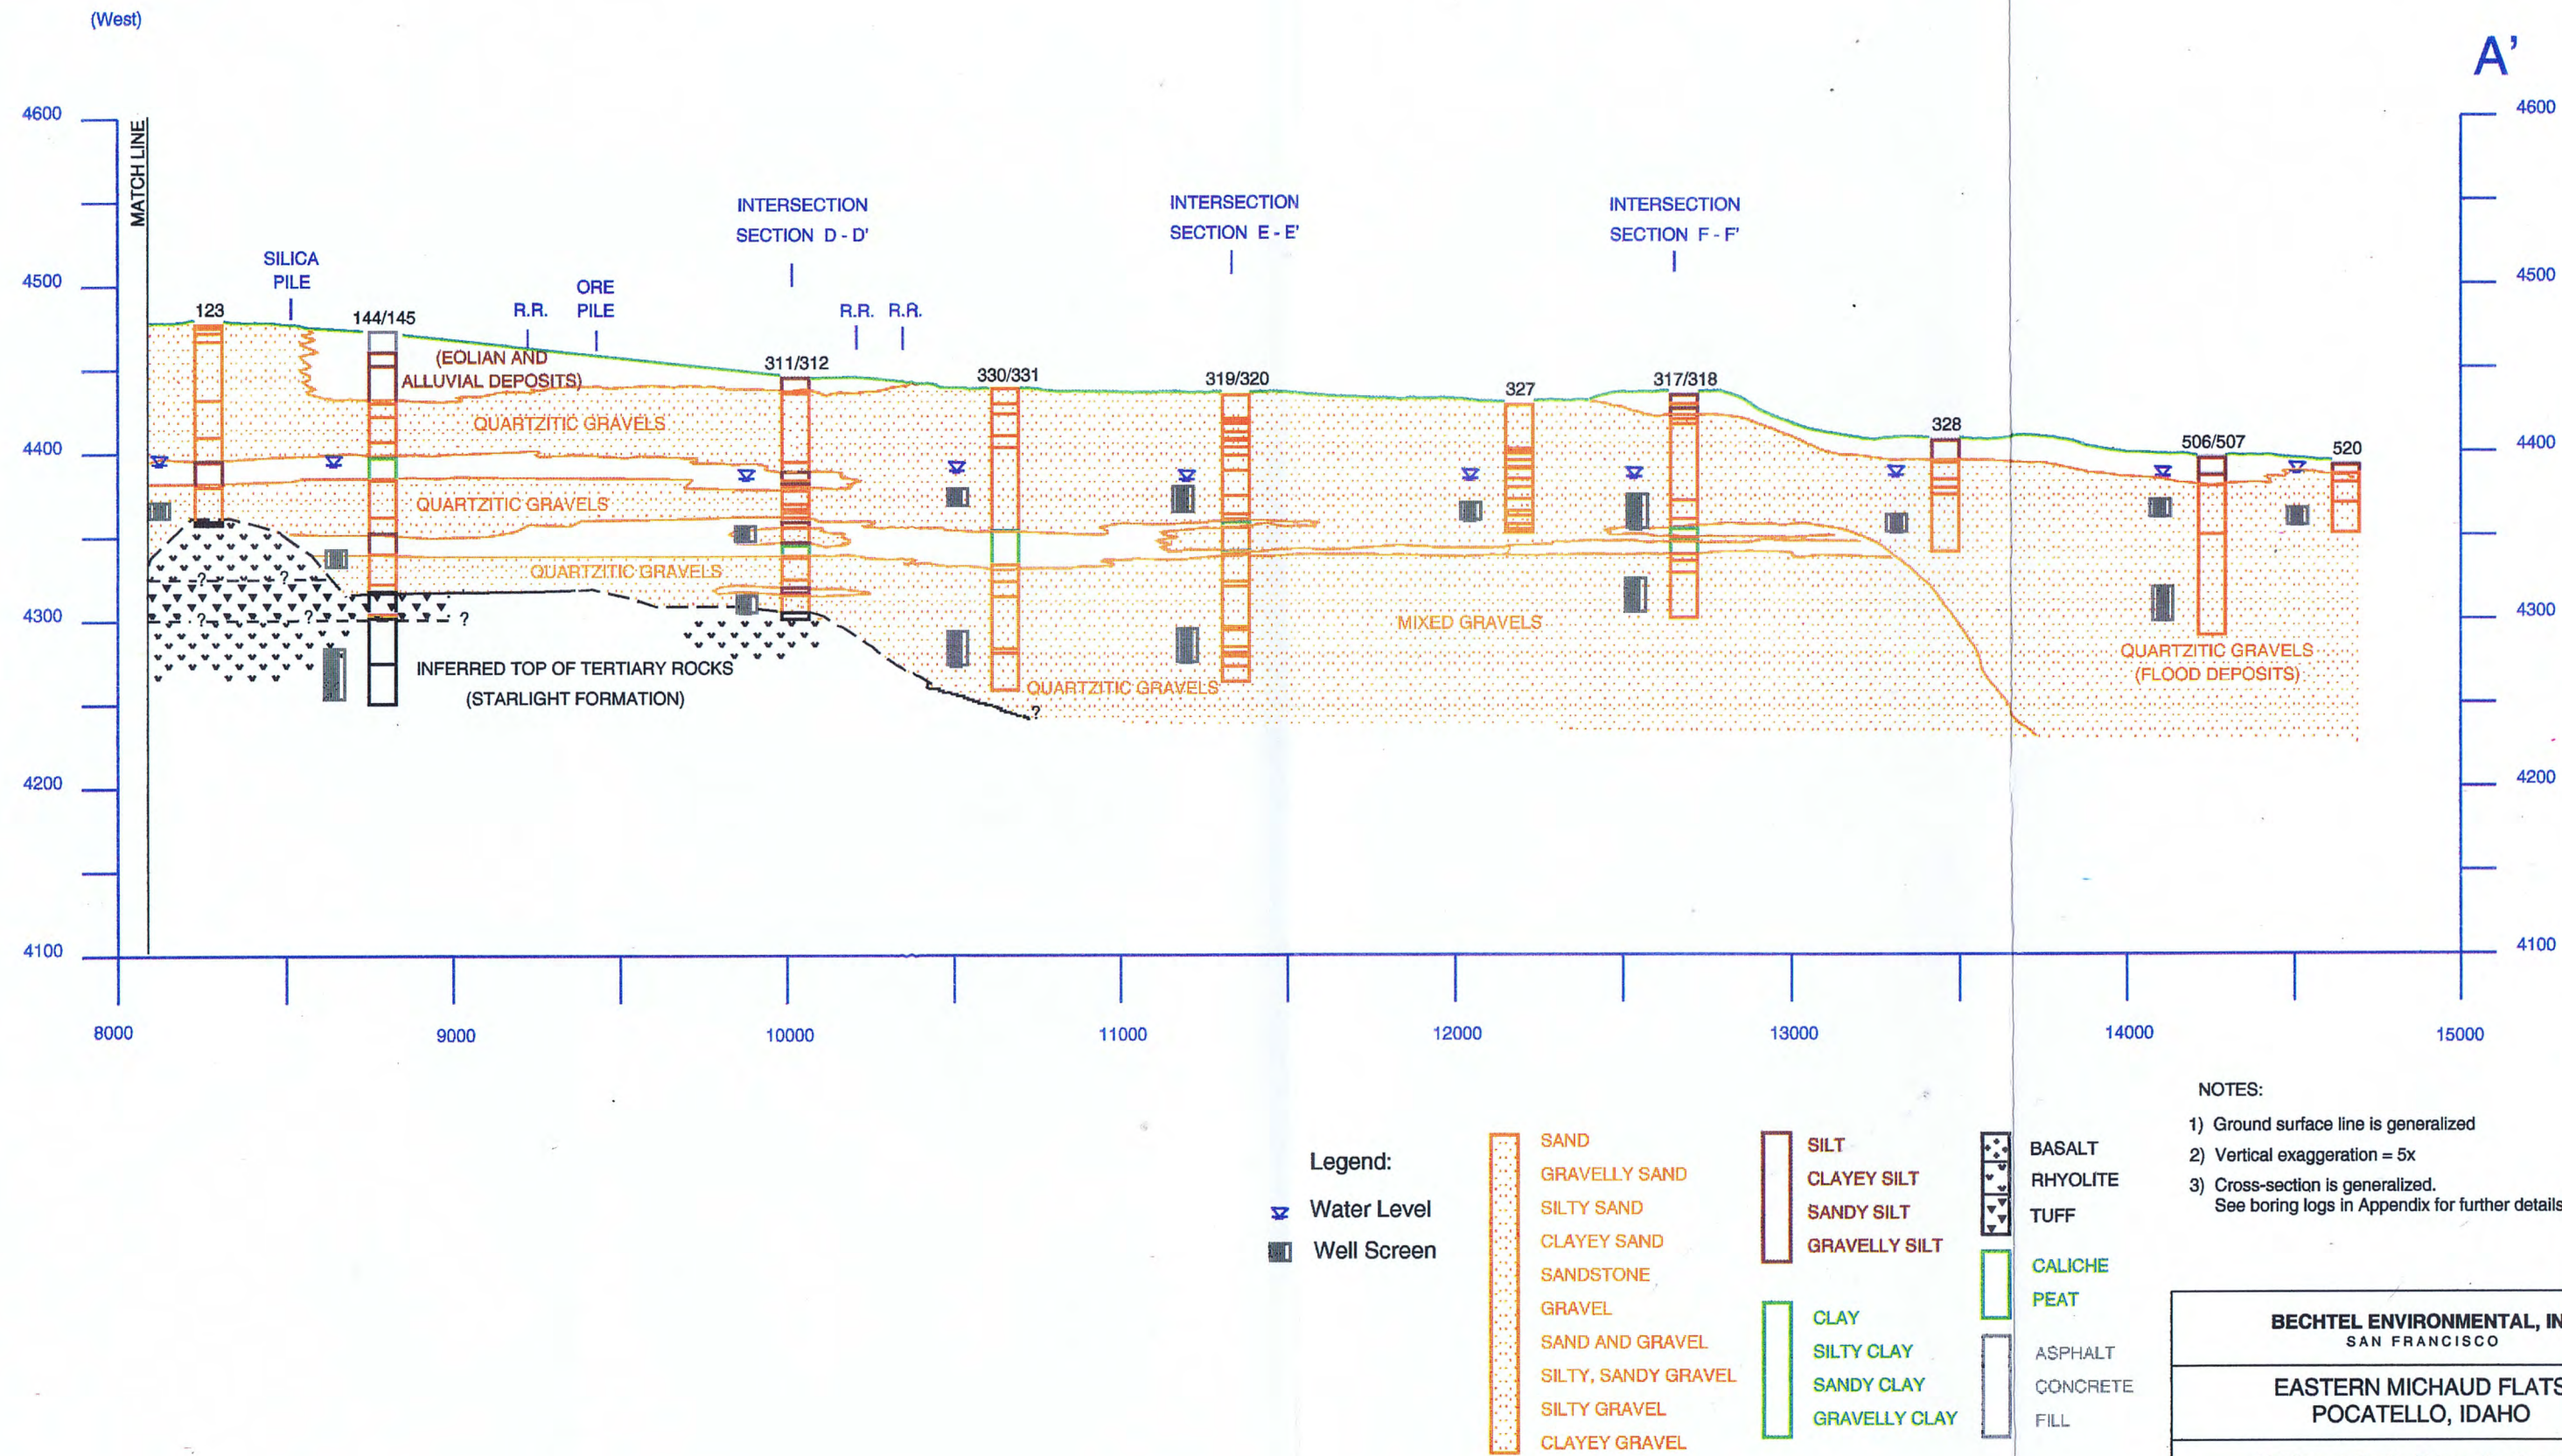 (West)
A'
4600
4600
MATCH LINE
INTERSECTION
SECTION D - D'
INTERSECTION
SECTION E - E'
INTERSECTION
SECTION F - F'
SILICA
PILE
4500
4500
ORE
PILE
R.R.
R.R. R.R.
123
144/145
311/312
330/331
319/320
327
317/318
328
506/507
520
(EOLIAN AND
ALLUVIAL DEPOSITS)
QUARTZITIC GRAVELS
4400
4400
QUARTZITIC GRAVELS
QUARTZITIC GRAVELS
? ?
? ? ?
4300
4300
MIXED GRAVELS
INFERRED TOP OF TERTIARY ROCKS
(STARLIGHT FORMATION)
QUARTZITIC GRAVELS
?
QUARTZITIC GRAVELS
(FLOOD DEPOSITS)
4200
4200
4100
4100
8000 9000 10000 11000 12000 13000 14000 15000
Legend:
Water Level
Well Screen
SAND
GRAVELLY SAND
SILTY SAND
CLAYEY SAND
SANDSTONE
GRAVEL
SAND AND GRAVEL
SILTY, SANDY GRAVEL
SILTY GRAVEL
CLAYEY GRAVEL
SILT
CLAYEY SILT
SANDY SILT
GRAVELLY SILT
CLAY
SILTY CLAY
SANDY CLAY
GRAVELLY CLAY
BASALT
RHYOLITE
TUFF
CALICHE
PEAT
ASPHALT
CONCRETE
FILL
NOTES:
1) Ground surface line is generalized
2) Vertical exaggeration = 5x
3) Cross-section is generalized.
See boring logs in Appendix for further details
BECHTEL ENVIRONMENTAL, IN
SAN FRANCISCO
EASTERN MICHAUD FLATS
POCATELLO, IDAHO